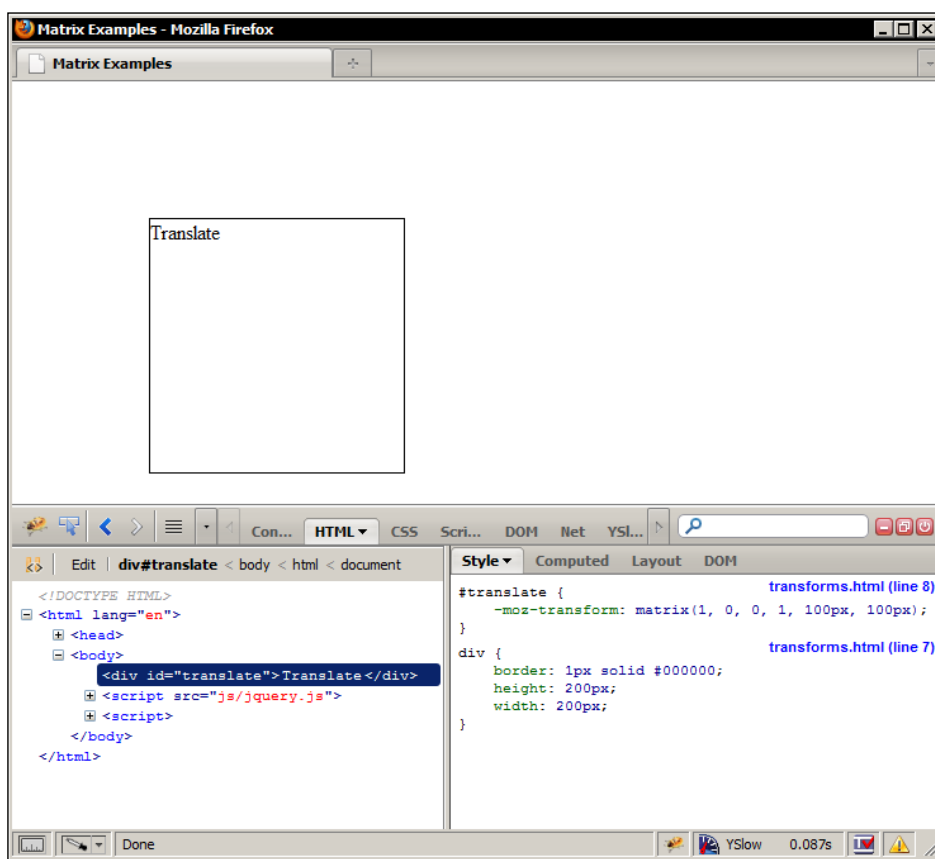 Matrix Examples - Mozilla Firefox
Matrix Examples
Translate
Con... HTML CSS Scri... DOM Net YSl...
Edit div#translate < body < html < document
<!DOCTYPE HTML>
<html lang="en">
<head>
<body>
<div id="translate">Translate</div>
<script src="js/jquery.js">
<script>
</body>
</html>
Style Computed Layout DOM
#translate { transforms.html (line 8)
-moz-transform: matrix(1, 0, 0, 1, 100px, 100px);
}
div { transforms.html (line 7)
border: 1px solid #000000;
height: 200px;
width: 200px;
}
Done YSlow 0.087s